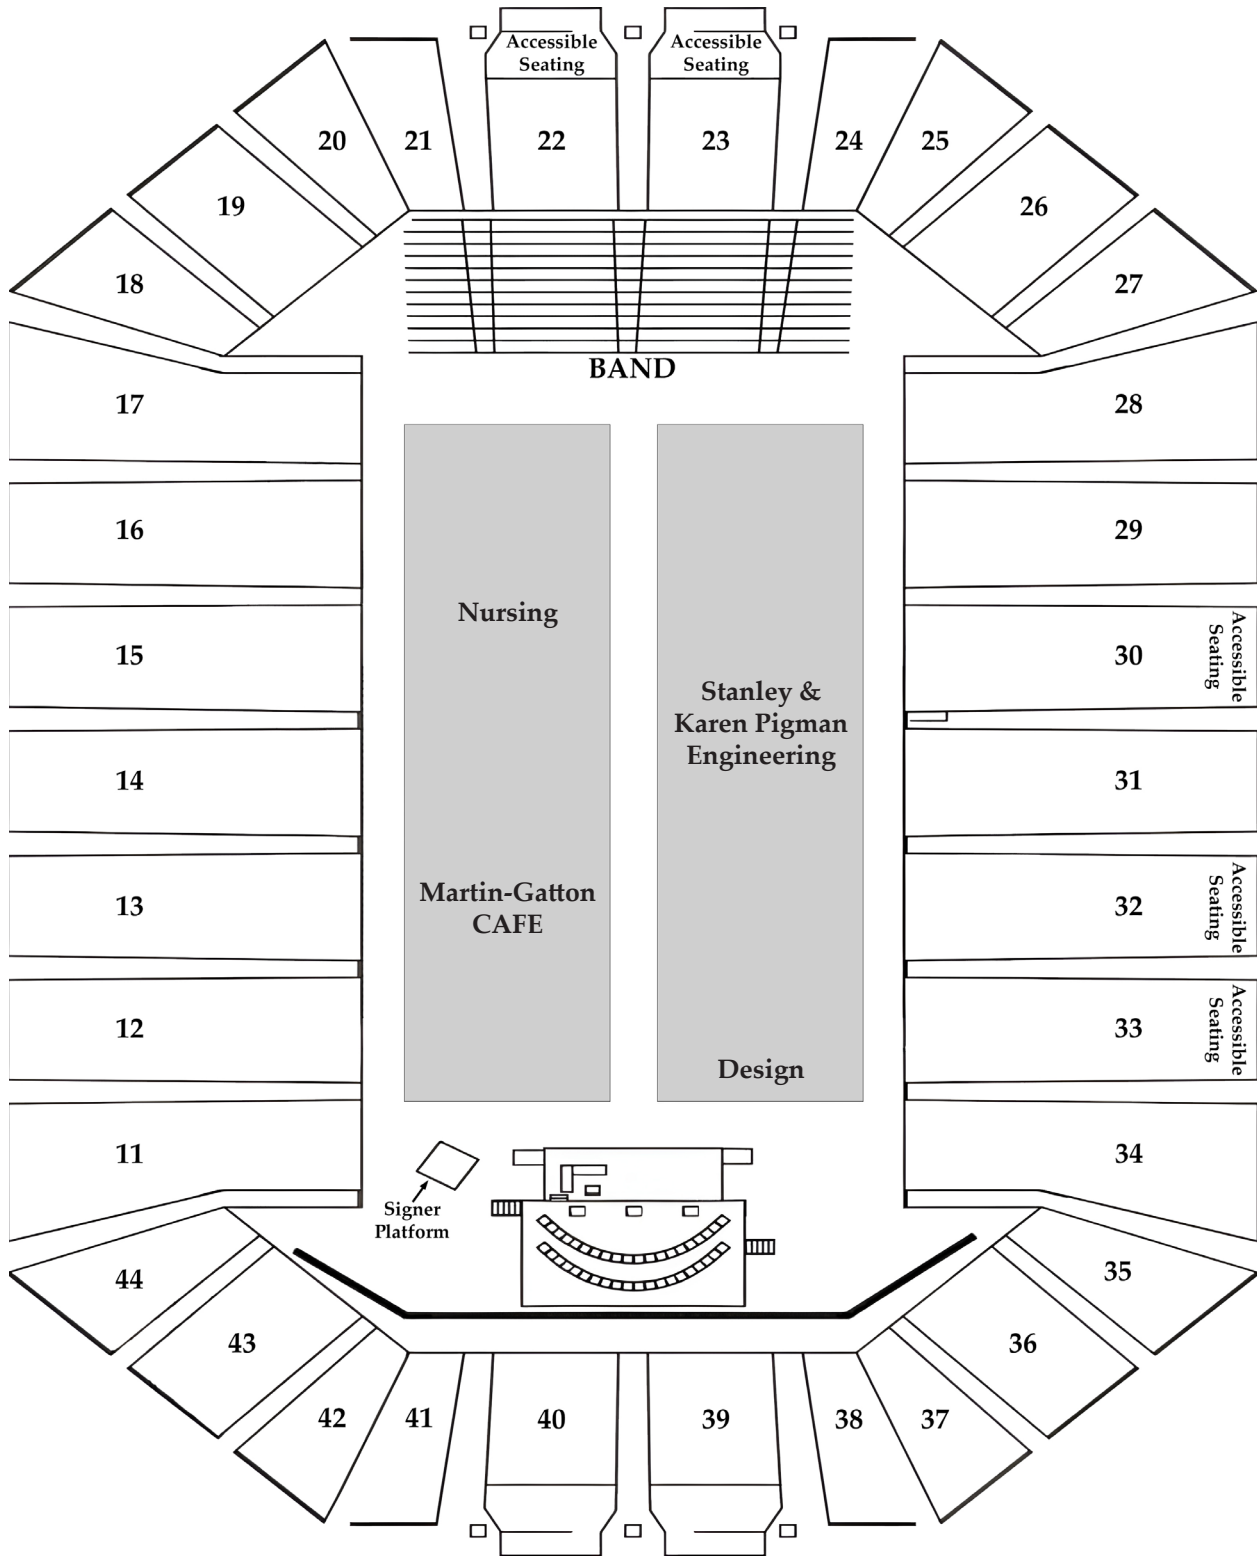 Accessible
Seating
Accessible
Seating
20
21
22
23
24
25
19
26
18
27
BAND
17
28
16
29
Nursing
15
30
Accessible
Seating
Stanley &
Karen Pigman
Engineering
14
31
Martin-Gatton
CAFE
13
32
Accessible
Seating
12
33
Accessible
Seating
Design
11
34
Signer
Platform
44
35
43
36
42
41
40
39
38
37